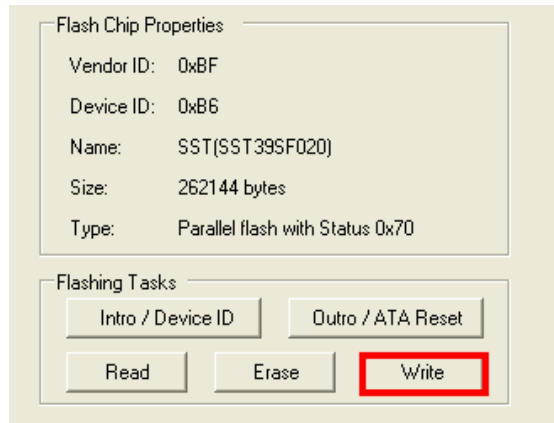 Flash Chip Properties
Vendor ID: 0xBF
Device ID: 0xB6
Name: SST(SST39SF020)
Size: 262144 bytes
Type: Parallel flash with Status 0x70
Flashing Tasks
Intro / Device ID Outro / ATA Reset
Read Erase Write